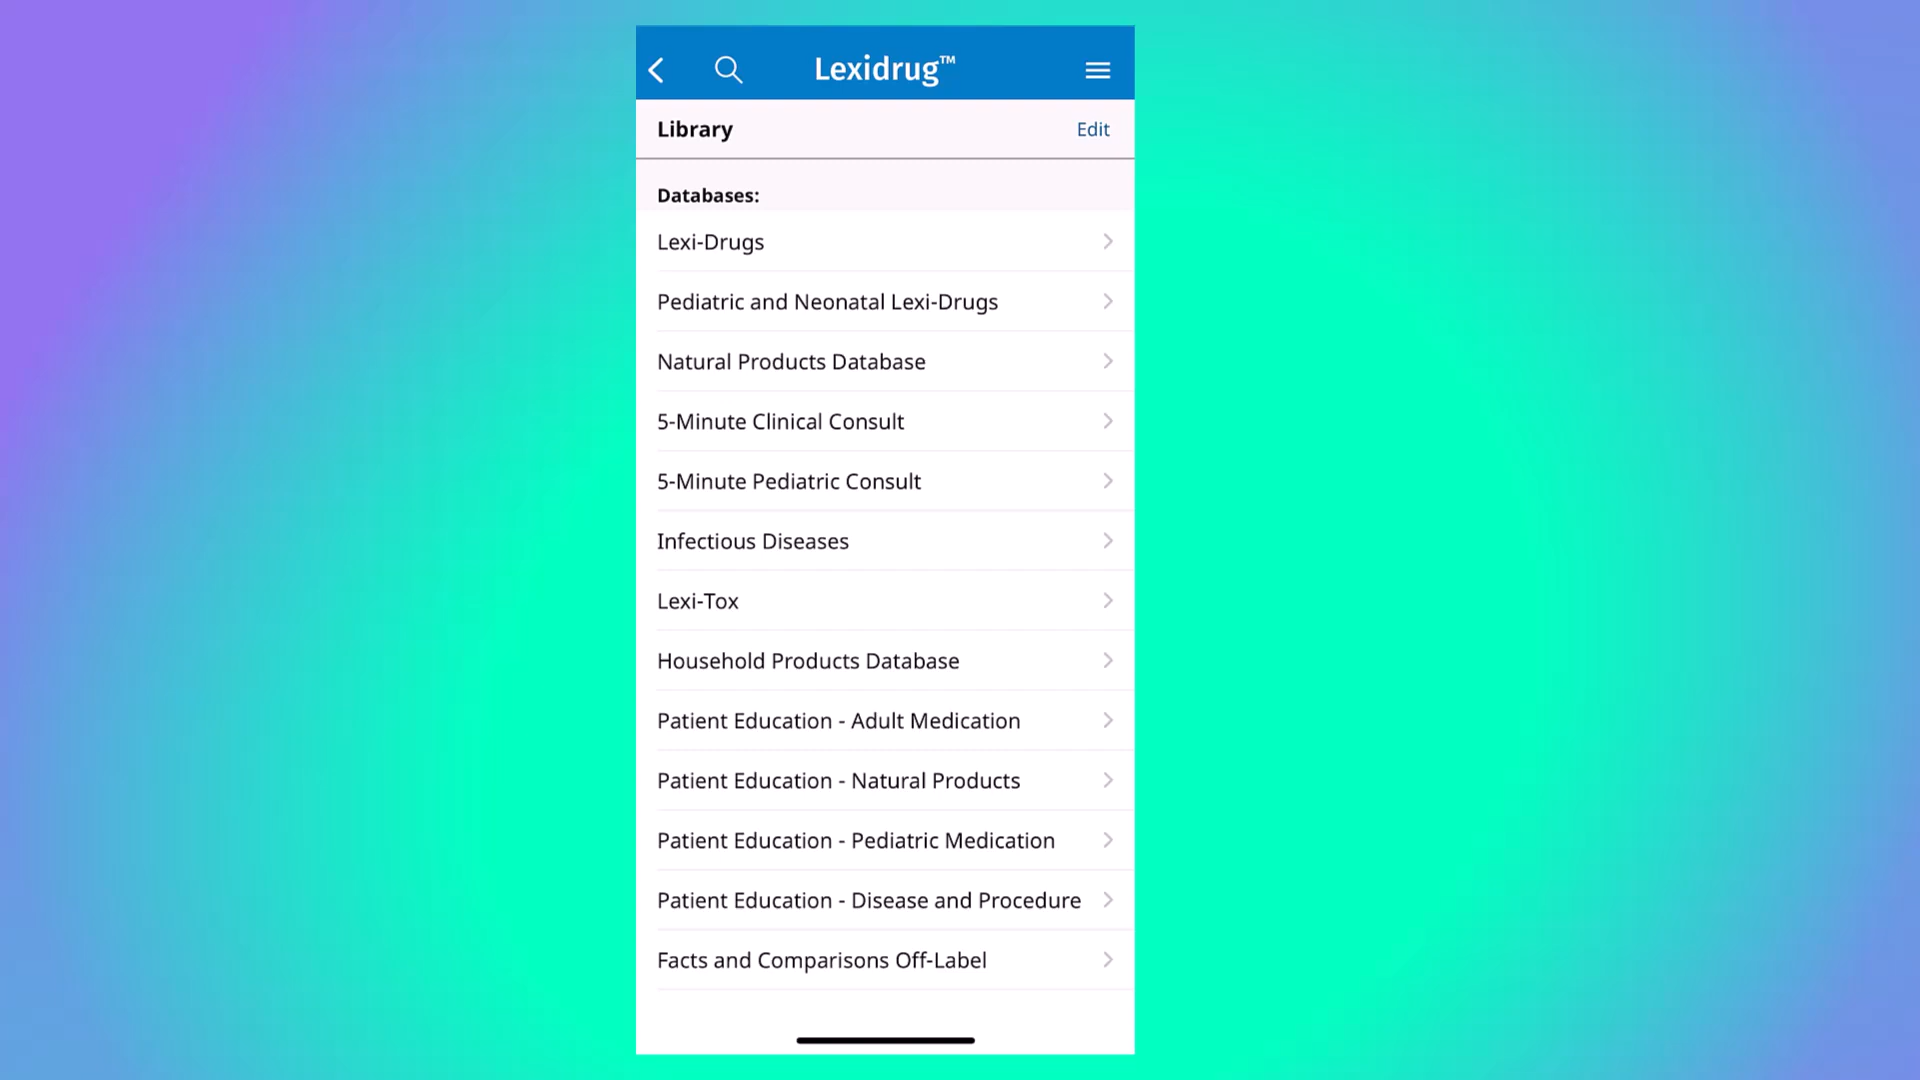 Lexidrug™
Library
Edit
Databases:
Lexi-Drugs
Pediatric and Neonatal Lexi-Drugs
Natural Products Database
5-Minute Clinical Consult
5-Minute Pediatric Consult
Infectious Diseases
Lexi-Tox
Household Products Database
Patient Education - Adult Medication
Patient Education - Natural Products
Patient Education - Pediatric Medication
Patient Education - Disease and Procedure
Facts and Comparisons Off-Label